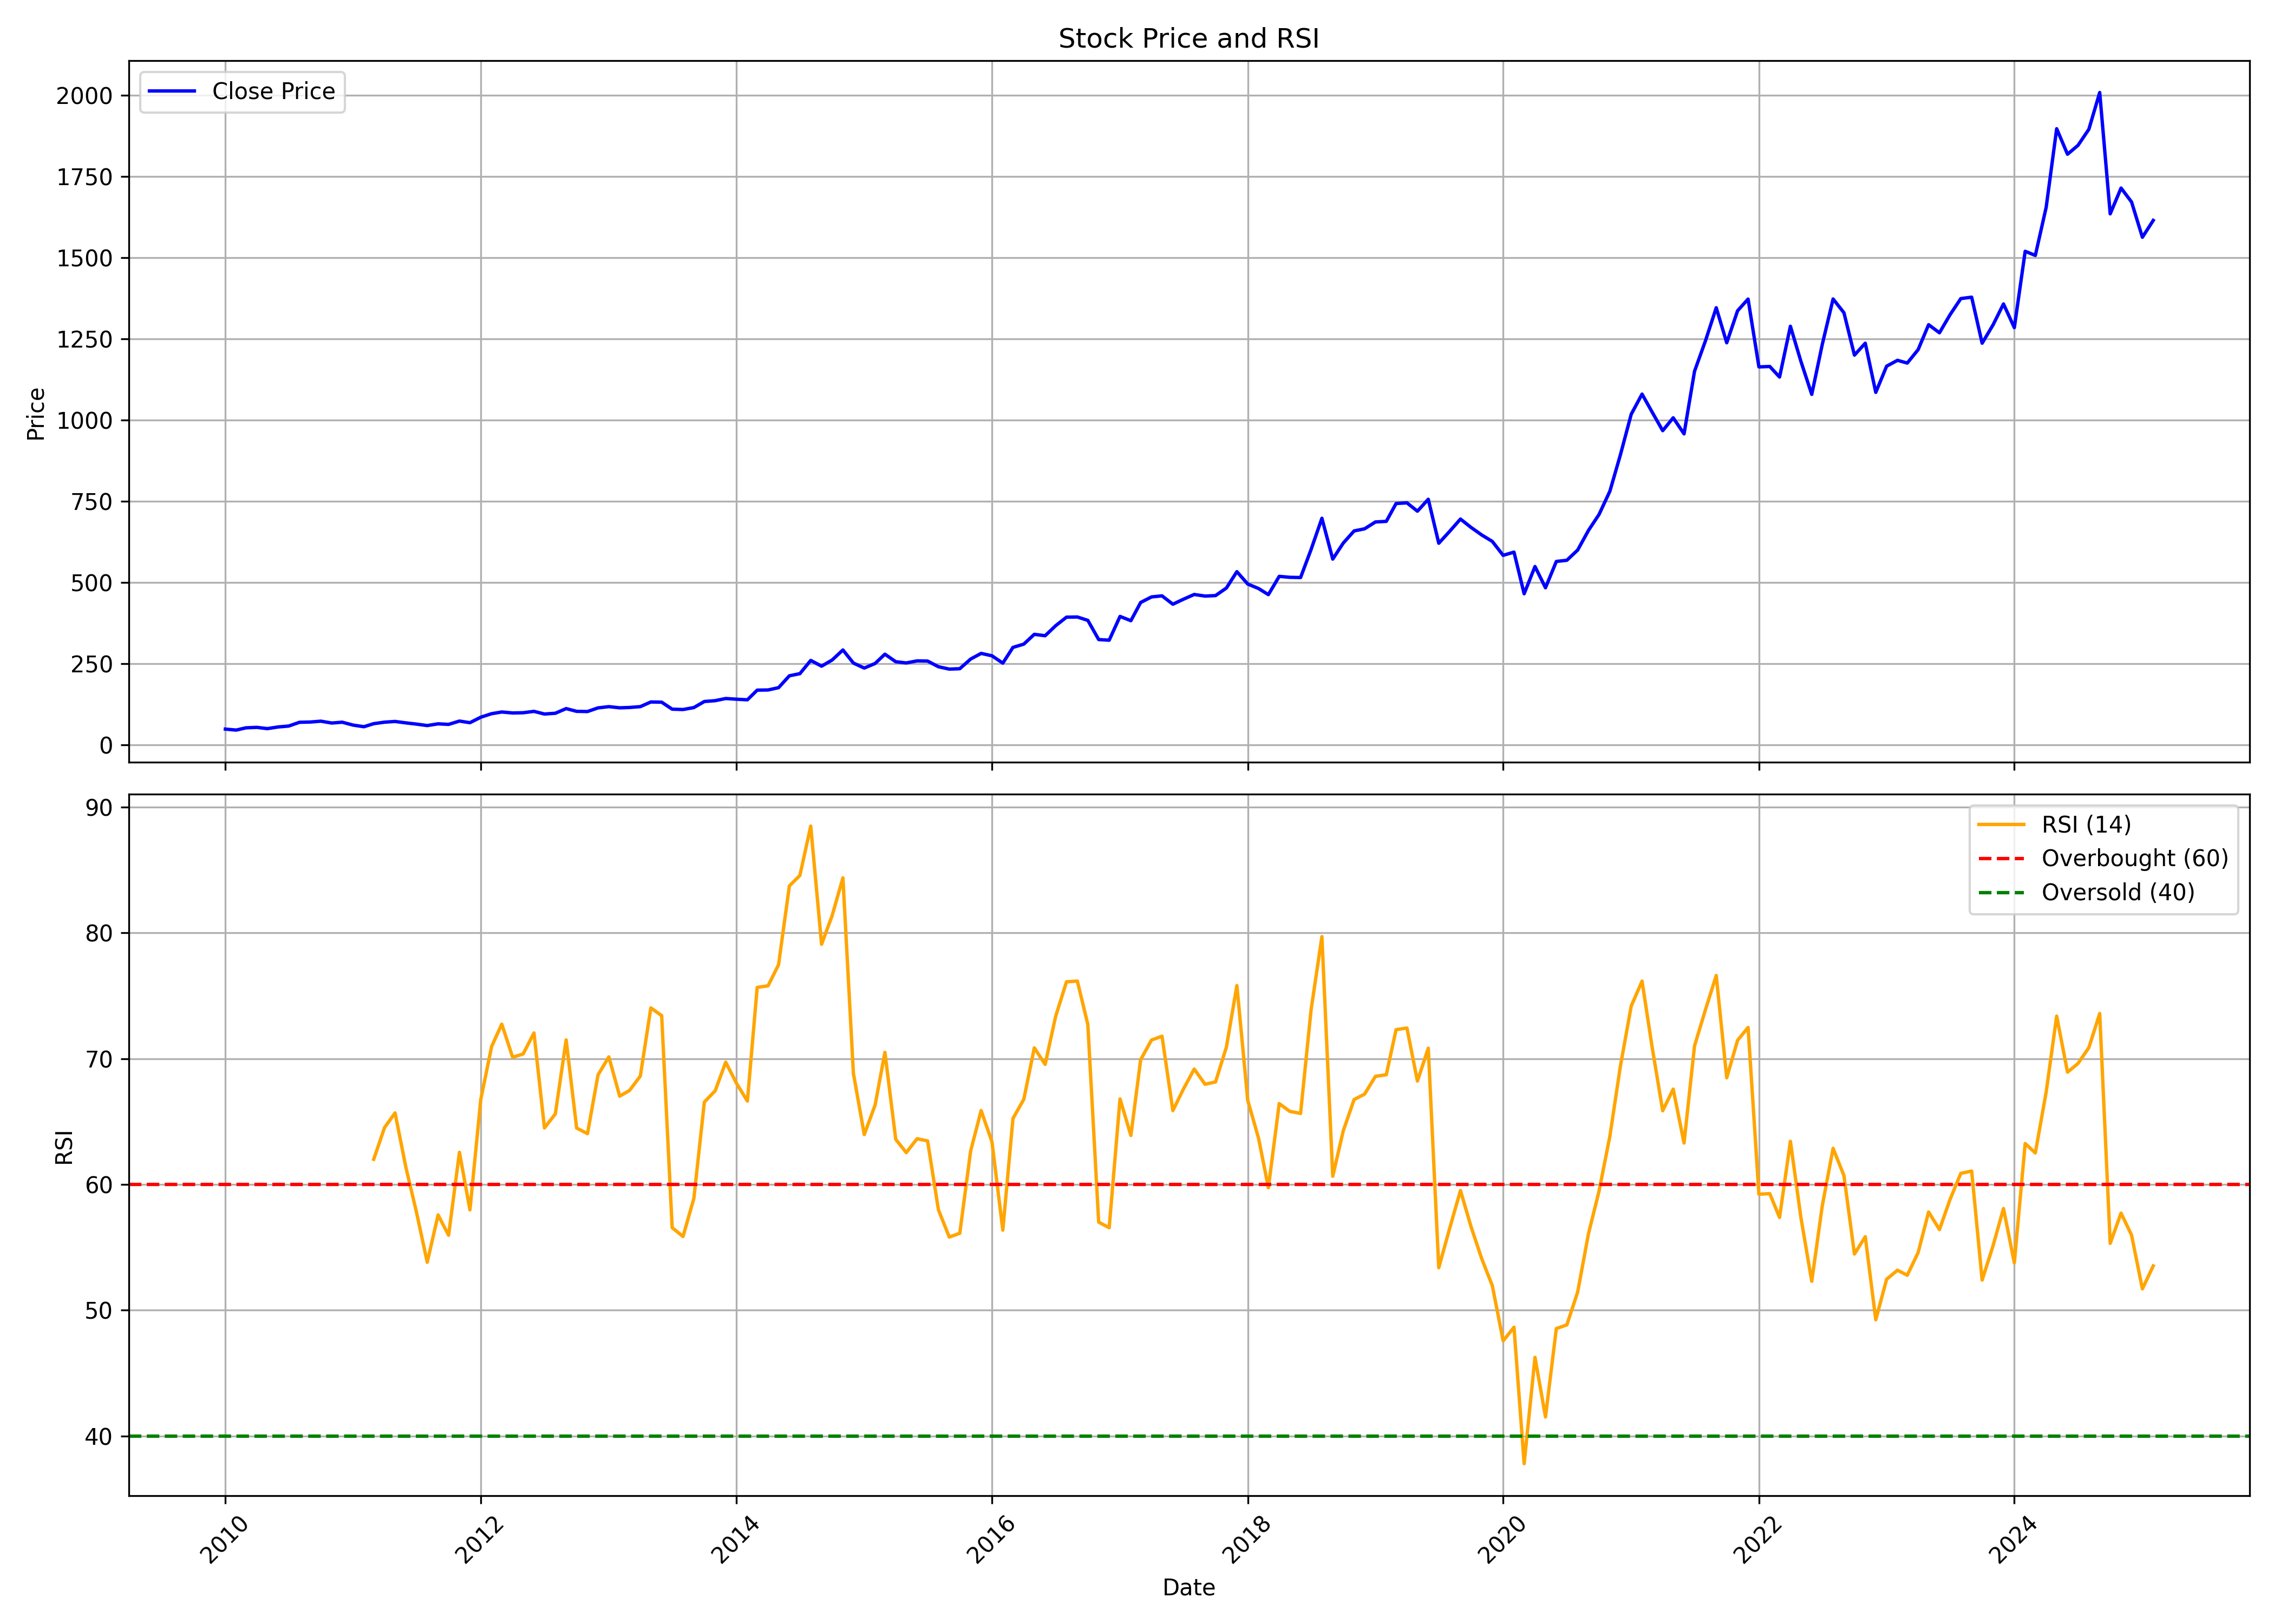 Stock Price and RSI
Close Price
2000
1750
1500
1250
1000
750
500
250
0
Price
RSI (14)
Overbought (60)
Oversold (40)
90
80
70
60
50
40
RSI
2010
2012
2014
2016
2018
2020
2022
2024
Date